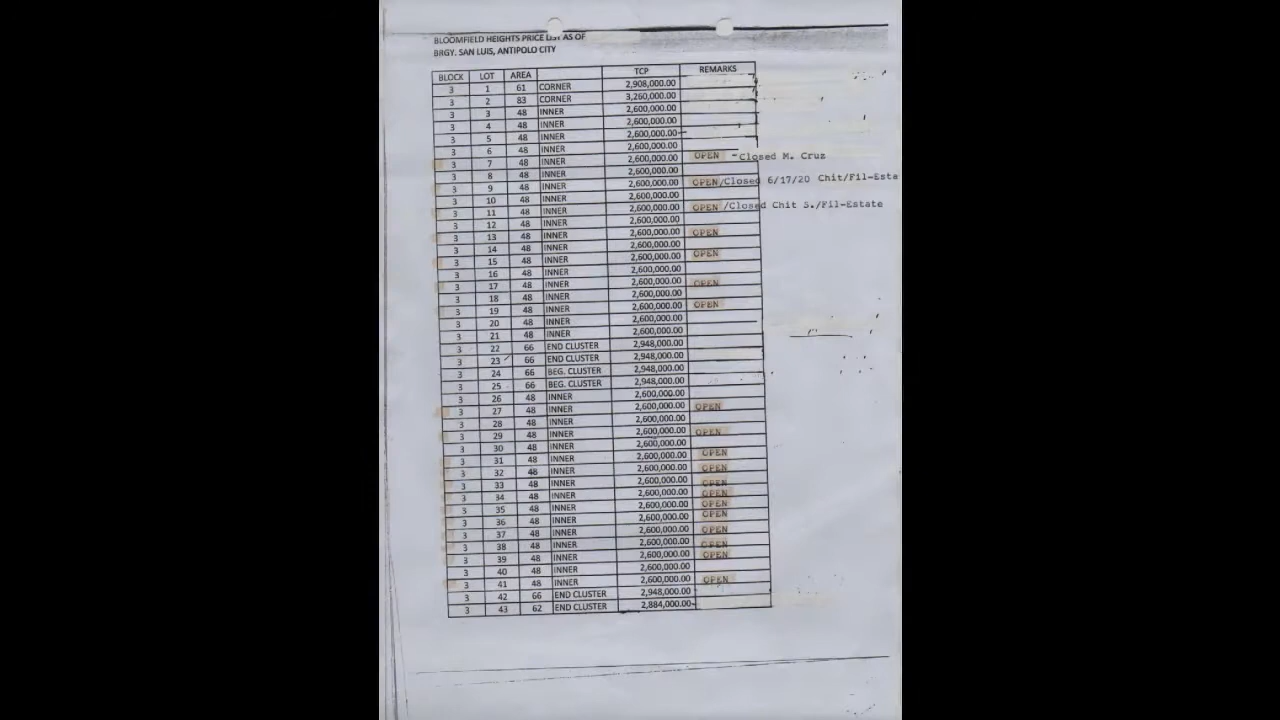 BLOOMFIELD HEIGHTS PRICE LIST AS OF
BRGY. SAN LUIS, ANTIPOLO CITY
BLOCK LOT AREA TCP REMARKS
3 1 61 CORNER 2,908,000.00
3 2 83 CORNER 3,260,000.00
3 3 48 INNER 2,600,000.00
3 4 48 INNER 2,600,000.00
3 5 48 INNER 2,600,000.00
3 6 48 INNER 2,600,000.00
3 7 48 INNER 2,600,000.00 OPEN -Closed M. Cruz
3 8 48 INNER 2,600,000.00
3 9 48 INNER 2,600,000.00 OPEN/Closed 6/17/20 Chit/Fil-Esta
3 10 48 INNER 2,600,000.00
3 11 48 INNER 2,600,000.00 OPEN /Closed Chit S./Fil-Estate
3 12 48 INNER 2,600,000.00
3 13 48 INNER 2,600,000.00 OPEN
3 14 48 INNER 2,600,000.00
3 15 48 INNER 2,600,000.00 OPEN
3 16 48 INNER 2,600,000.00
3 17 48 INNER 2,600,000.00 OPEN
3 18 48 INNER 2,600,000.00
3 19 48 INNER 2,600,000.00 OPEN
3 20 48 INNER 2,600,000.00
3 21 48 INNER 2,600,000.00
3 22 66 END CLUSTER 2,948,000.00
3 23 66 END CLUSTER 2,948,000.00
3 24 66 BEG. CLUSTER 2,948,000.00
3 25 66 BEG. CLUSTER 2,948,000.00
3 26 48 INNER 2,600,000.00
3 27 48 INNER 2,600,000.00 OPEN
3 28 48 INNER 2,600,000.00
3 29 48 INNER 2,600,000.00 OPEN
3 30 48 INNER 2,600,000.00
3 31 48 INNER 2,600,000.00 OPEN
3 32 48 INNER 2,600,000.00 OPEN
3 33 48 INNER 2,600,000.00 OPEN
3 34 48 INNER 2,600,000.00 OPEN
3 35 48 INNER 2,600,000.00 OPEN
3 36 48 INNER 2,600,000.00 OPEN
3 37 48 INNER 2,600,000.00 OPEN
3 38 48 INNER 2,600,000.00 OPEN
3 39 48 INNER 2,600,000.00 OPEN
3 40 48 INNER 2,600,000.00
3 41 48 INNER 2,600,000.00 OPEN
3 42 66 END CLUSTER 2,948,000.00
3 43 62 END CLUSTER 2,884,000.00